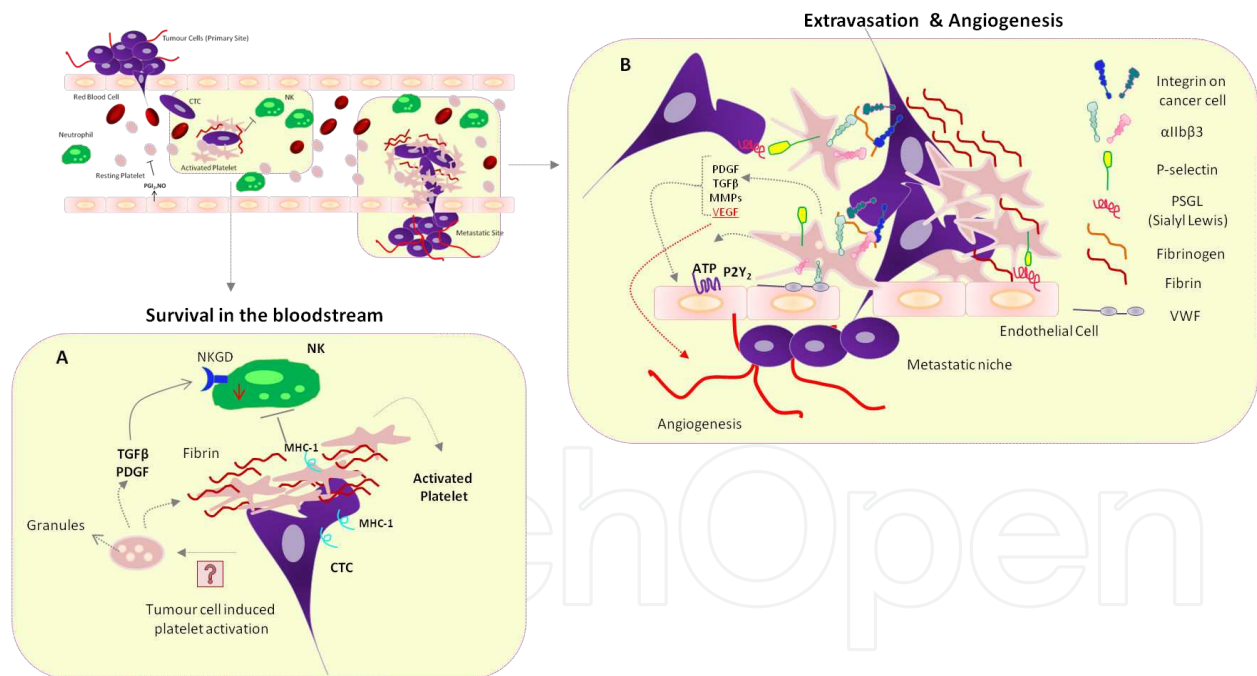 Extravasation & Angiogenesis
Tumour Cells (Primary Site)
Red Blood Cell
CTC
NK
Neutrophil
Activated Platelet
Resting Platelet
PGI₂,NO
Metastatic Site
B
PDGF
TGFβ
MMPs
VEGF
ATP
P2Y₂
Endothelial Cell
Metastatic niche
Angiogenesis
Integrin on
cancer cell
αIIbβ3
P-selectin
PSGL
(Sialyl Lewis)
Fibrinogen
Fibrin
VWF
Survival in the bloodstream
A
NKGD
NK
TGFβ
PDGF
Fibrin
MHC-1
Activated
Platelet
Granules
MHC-1
CTC
?
Tumour cell induced
platelet activation
chOpen